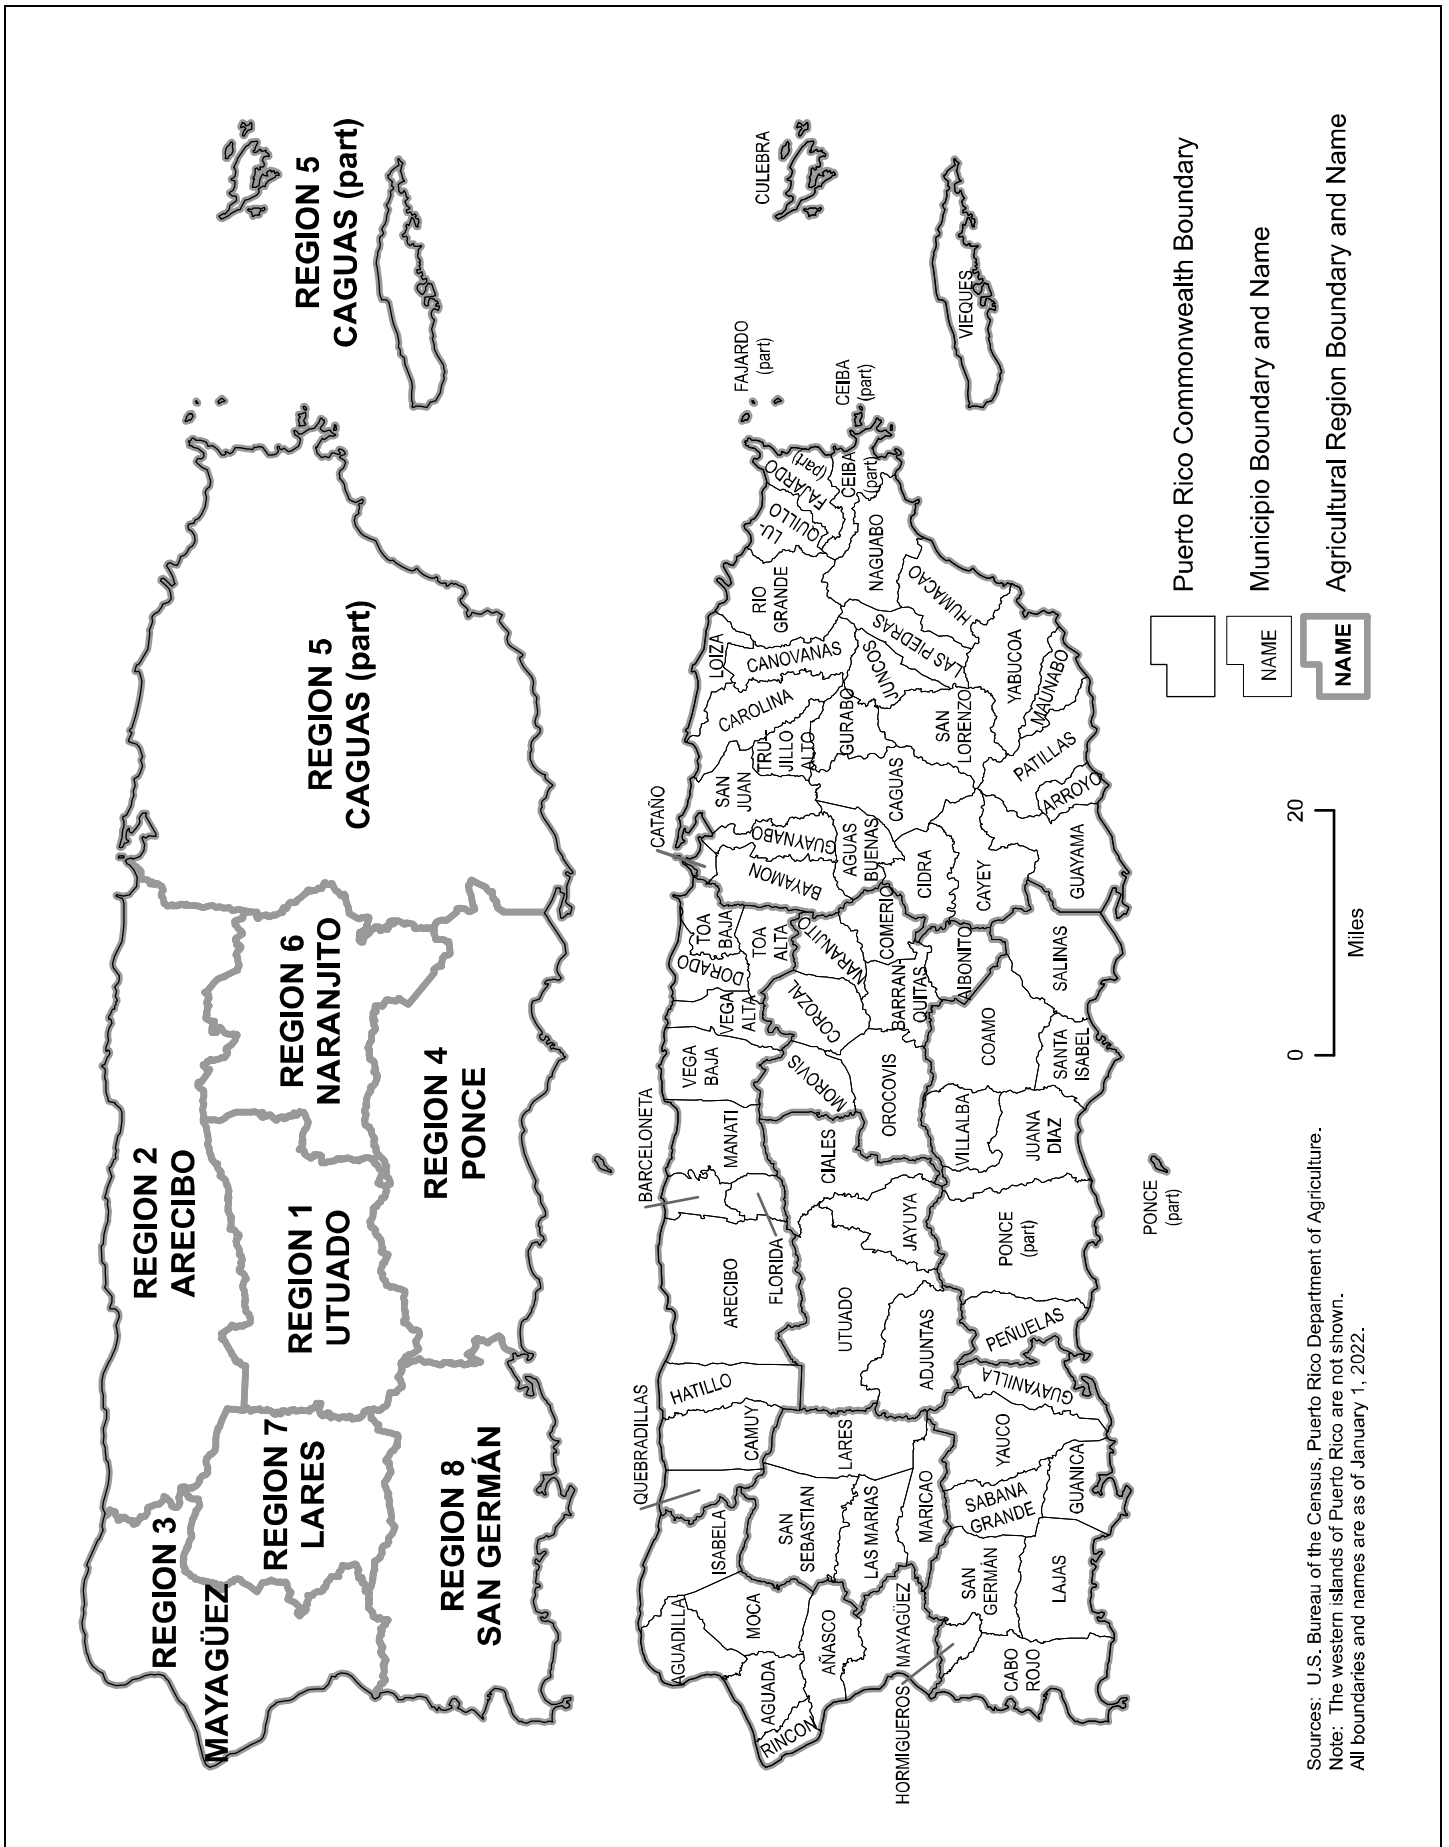 REGION 3
MAYAGÜEZ
REGION 2
ARECIBO
REGION 7
LARES
REGION 1
UTUADO
REGION 6
NARANJITO
REGION 5
CAGUAS (part)
REGION 5
CAGUAS (part)
REGION 8
SAN GERMÁN
REGION 4
PONCE
QUEBRADILLAS
BARCELONETA
CATAÑO
FAJARDO
(part)
CULEBRA
AGUADILLA
ISABELA
CAMUY
HATILLO
ARECIBO
FLORIDA
MANATI
VEGA
BAJA
VEGA
ALTA
DORADO
TOA
BAJA
TOA
ALTA
BAYAMON
GUAYNABO
SAN
JUAN
TRU-
JILLO
ALTO
CAROLINA
LOIZA
CANOVANAS
RIO
GRANDE
LU-
QUILLO
FAJARDO
(part)
CEIBA
(part)
CEIBA
(part)
VIEQUES
RINCON
AGUADA
MOCA
AÑASCO
SAN
SEBASTIAN
LARES
UTUADO
CIALES
MOROVIS
COROZAL
NARANJITO
COMERIO
AGUAS
BUENAS
CAGUAS
GURABO
JUNCOS
LAS PIEDRAS
NAGUABO
HUMACAO
HORMIGUEROS
MAYAGÜEZ
LAS MARIAS
MARICAO
ADJUNTAS
JAYUYA
OROCOVIS
BARRAN-
QUITAS
AIBONITO
CIDRA
CAYEY
SAN
LORENZO
YABUCOA
MAUNABO
CABO
ROJO
SAN
GERMÁN
LAJAS
SABANA
GRANDE
GUANICA
YAUCO
GUAYANILLA
PEÑUELAS
PONCE
(part)
VILLALBA
JUANA
DIAZ
COAMO
SANTA
ISABEL
SALINAS
GUAYAMA
ARROYO
PATILLAS
PONCE
(part)
Puerto Rico Commonwealth Boundary
NAME
Municipio Boundary and Name
NAME
Agricultural Region Boundary and Name
0
20
Miles
Sources: U.S. Bureau of the Census, Puerto Rico Department of Agriculture.
Note: The western islands of Puerto Rico are not shown.
All boundaries and names are as of January 1, 2022.